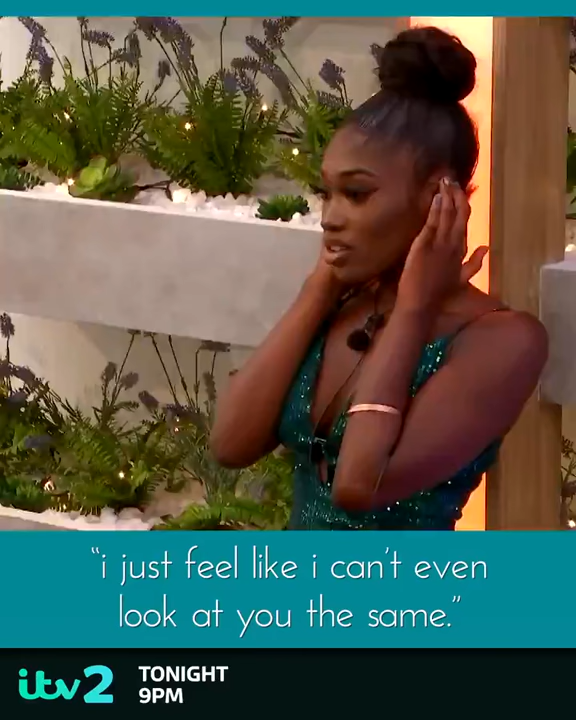 “i just feel like i can’t even
look at you the same.”
itv2
TONIGHT
9PM